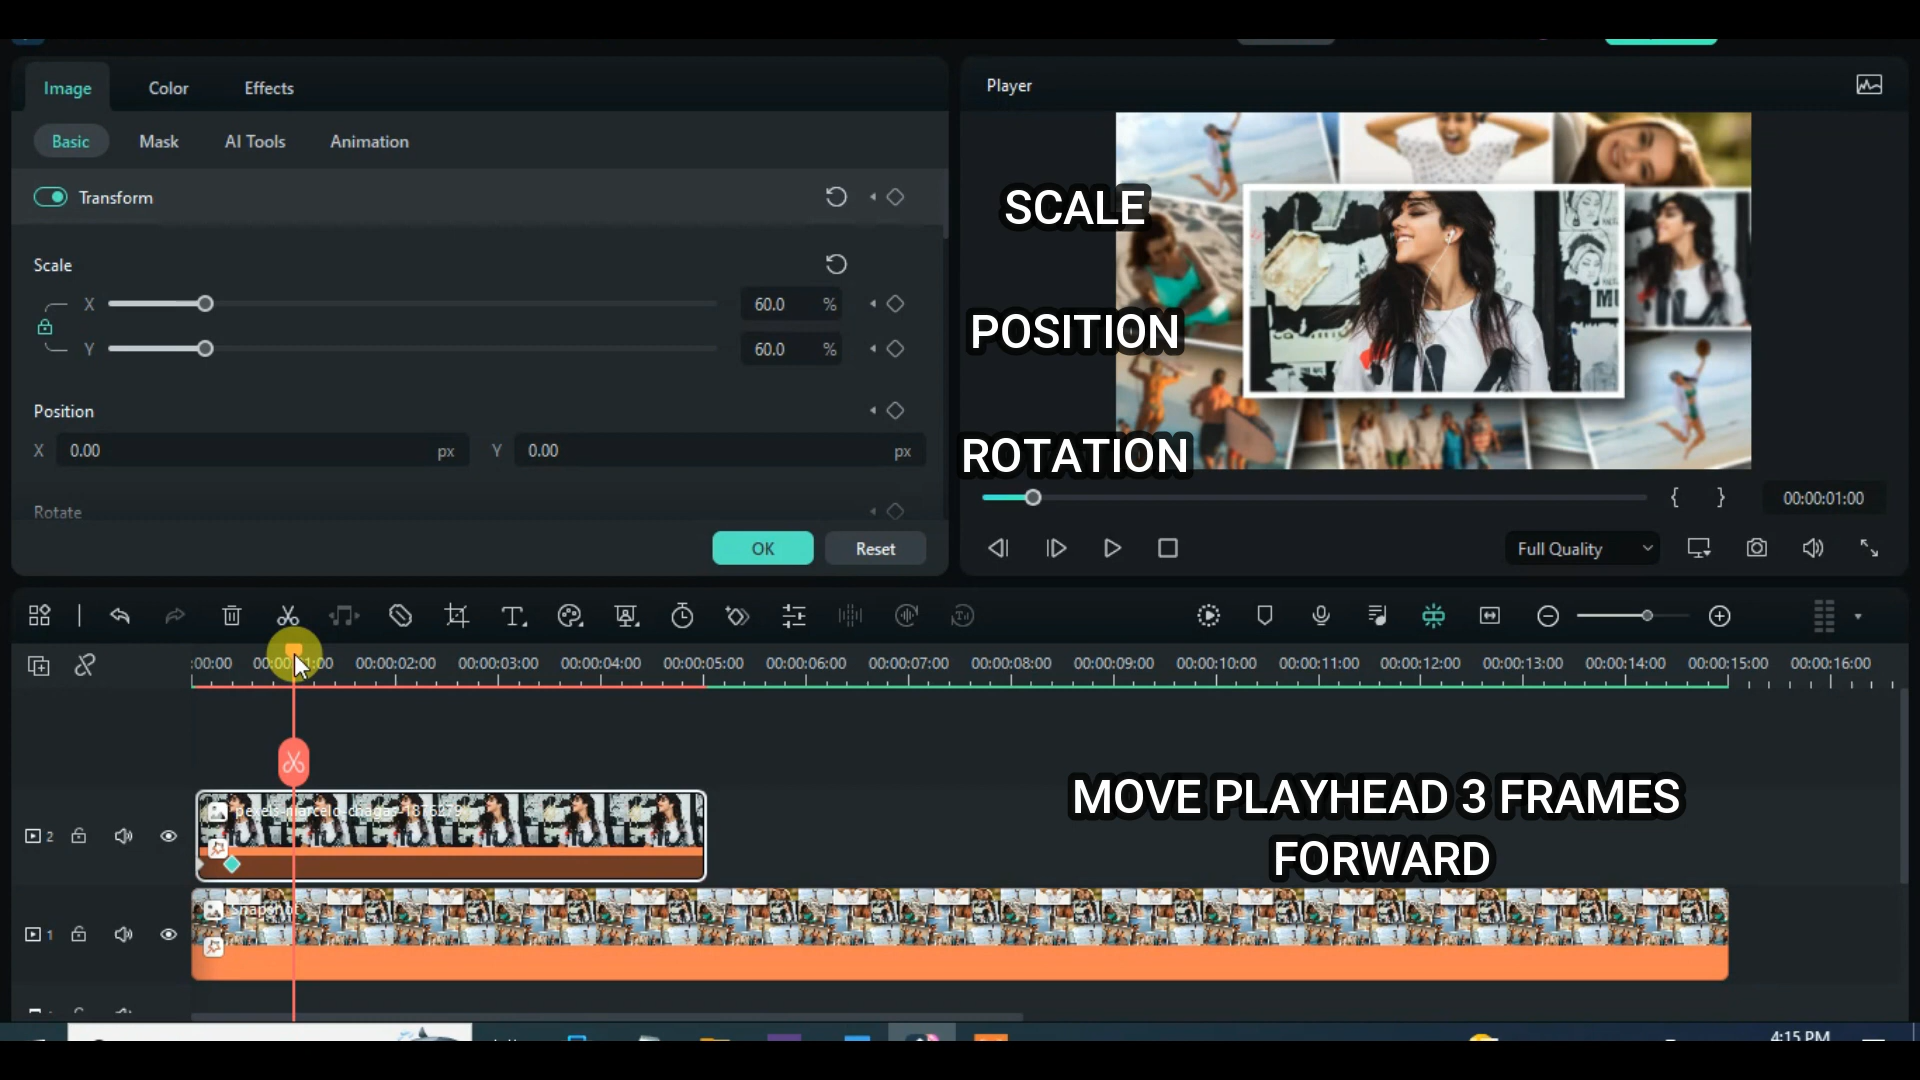 Image Color Effects
Player
Basic Mask AI Tools Animation
Transform
SCALE
Scale
X 60.0 %
POSITION
Y 60.0 %
Position
X 0.00 px Y 0.00 px
ROTATION
Rotate
00:00:01:00
OK Reset
Full Quality
:00:00 00:00:02:00 00:00:03:00 00:00:04:00 00:00:05:00 00:00:06:00 00:00:07:00 00:00:08:00 00:00:09:00 00:00:10:00 00:00:11:00 00:00:12:00 00:00:13:00 00:00:14:00 00:00:15:00 00:00:16:00
MOVE PLAYHEAD 3 FRAMES
FORWARD
pexels-marcelo-chagas-1876279
2
Snapshot
1
4:15 PM